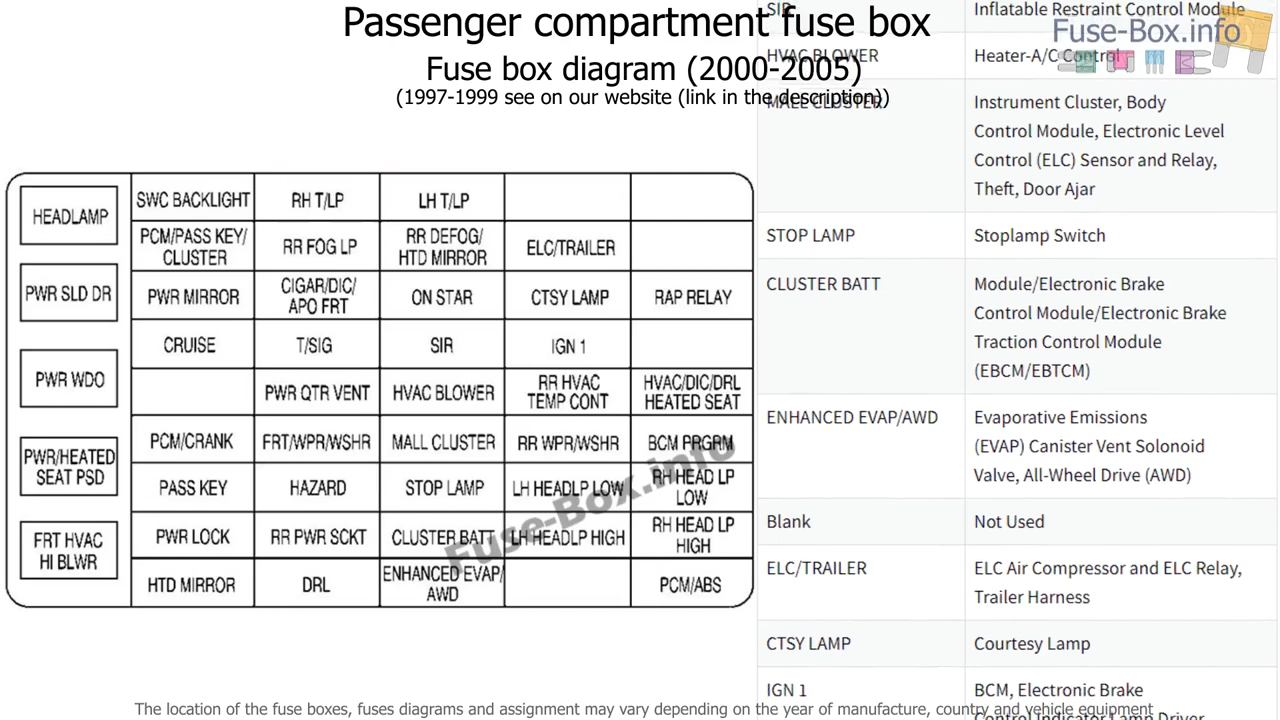 Passenger compartment fuse box
Fuse box diagram (2000-2005)
(1997-1999 see on our website (link in the description))
Fuse-Box.info
HEADLAMP
PWR SLD DR
PWR WDO
PWR/HEATED
SEAT PSD
FRT HVAC
HI BLWR
SWC BACKLIGHT
RH T/LP
LH T/LP
PCM/PASS KEY/
CLUSTER
RR FOG LP
RR DEFOG/
HTD MIRROR
ELC/TRAILER
PWR MIRROR
CIGAR/DIC/
APO FRT
ON STAR
CTSY LAMP
RAP RELAY
CRUISE
T/SIG
SIR
IGN 1
PWR QTR VENT
HVAC BLOWER
RR HVAC
TEMP CONT
HVAC/DIC/DRL
HEATED SEAT
PCM/CRANK
FRT/WPR/WSHR
MALL CLUSTER
RR WPR/WSHR
BCM PRGRM
PASS KEY
HAZARD
STOP LAMP
LH HEADLP LOW
RH HEAD LP
LOW
PWR LOCK
RR PWR SCKT
CLUSTER BATT
LH HEADLP HIGH
RH HEAD LP
HIGH
HTD MIRROR
DRL
ENHANCED EVAP/
AWD
PCM/ABS
Fuse-Box.info
SIR
Inflatable Restraint Control Module
HVAC BLOWER
Heater-A/C Control
MALL CLUSTER
Instrument Cluster, Body
Control Module, Electronic Level
Control (ELC) Sensor and Relay,
Theft, Door Ajar
STOP LAMP
Stoplamp Switch
CLUSTER BATT
Module/Electronic Brake
Control Module/Electronic Brake
Traction Control Module
(EBCM/EBTCM)
ENHANCED EVAP/AWD
Evaporative Emissions
(EVAP) Canister Vent Solonoid
Valve, All-Wheel Drive (AWD)
Blank
Not Used
ELC/TRAILER
ELC Air Compressor and ELC Relay,
Trailer Harness
CTSY LAMP
Courtesy Lamp
IGN 1
BCM, Electronic Brake
Control Indicator Lamp Driver
The location of the fuse boxes, fuses diagrams and assignment may vary depending on the year of manufacture, country and vehicle equipment